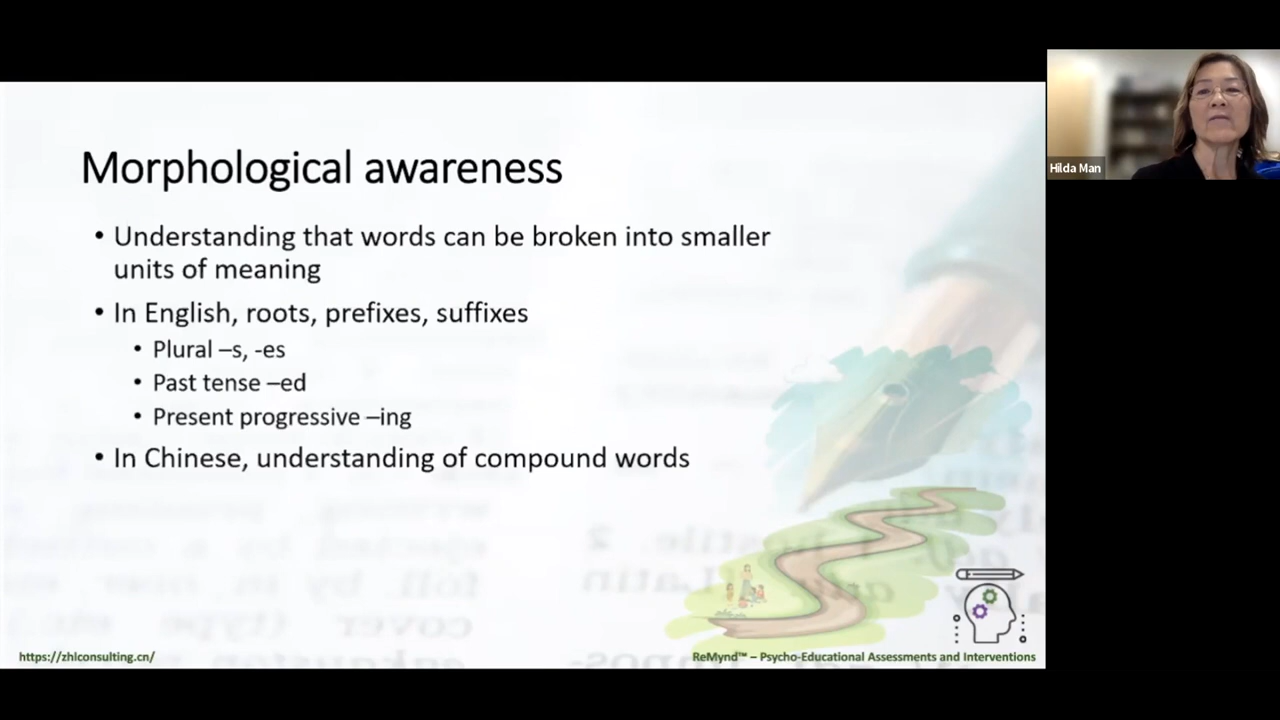 Morphological awareness
• Understanding that words can be broken into smaller
units of meaning
• In English, roots, prefixes, suffixes
• Plural –s, -es
• Past tense –ed
• Present progressive –ing
• In Chinese, understanding of compound words
https://zhlconsulting.cn/
ReMynd™ – Psycho-Educational Assessments and Interventions
Hilda Man